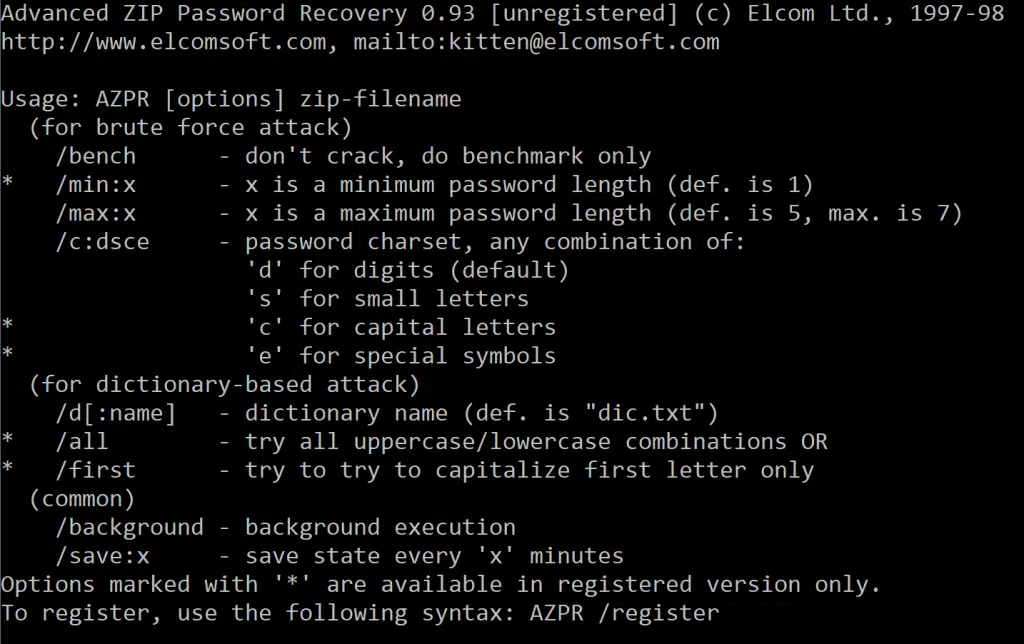 Advanced ZIP Password Recovery 0.93 [unregistered] (c) Elcom Ltd., 1997-98
http://www.elcomsoft.com, mailto:kitten@elcomsoft.com
Usage: AZPR [options] zip-filename
(for brute force attack)
/bench - don't crack, do benchmark only
* /min:x - x is a minimum password length (def. is 1)
/max:x - x is a maximum password length (def. is 5, max. is 7)
/c:dsce - password charset, any combination of:
'd' for digits (default)
's' for small letters
* 'c' for capital letters
* 'e' for special symbols
(for dictionary-based attack)
/d[:name] - dictionary name (def. is "dic.txt")
* /all - try all uppercase/lowercase combinations OR
* /first - try to try to capitalize first letter only
(common)
/background - background execution
/save:x - save state every 'x' minutes
Options marked with '*' are available in registered version only.
To register, use the following syntax: AZPR /register